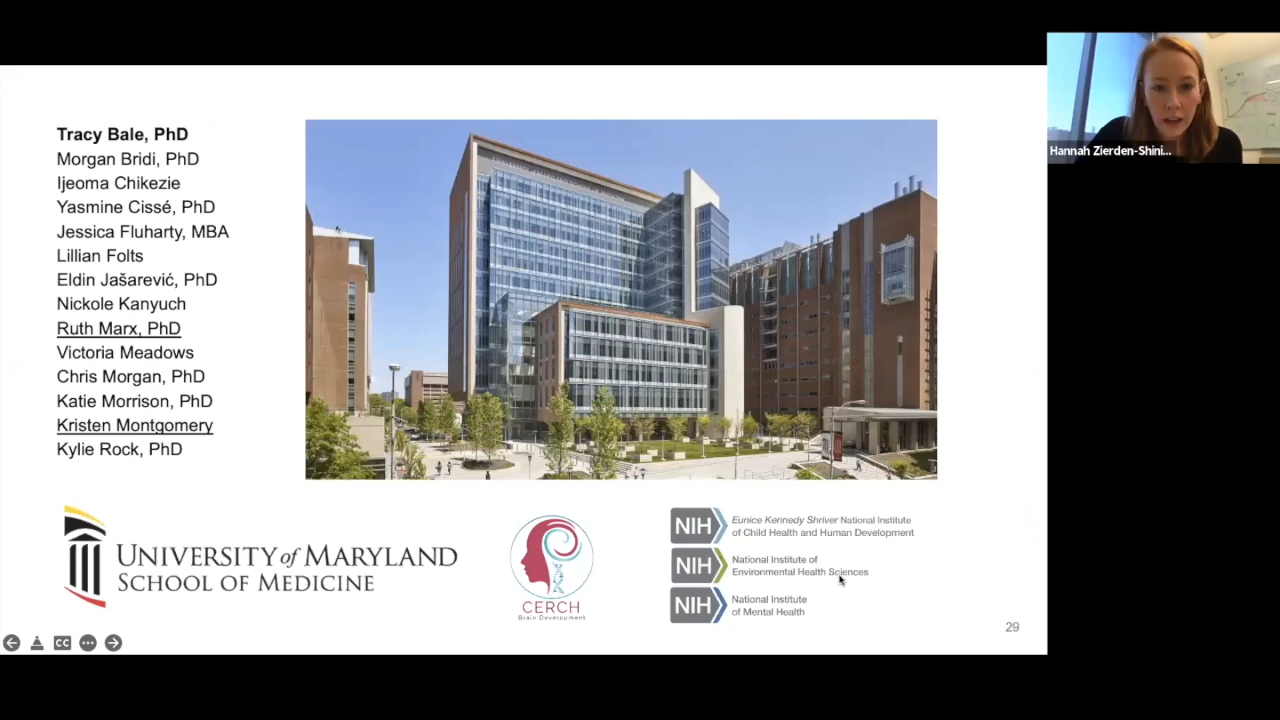 Tracy Bale, PhD
Morgan Bridi, PhD
Ijeoma Chikezie
Yasmine Cissé, PhD
Jessica Fluharty, MBA
Lillian Folts
Eldin Jašarević, PhD
Nickole Kanyuch
Ruth Marx, PhD
Victoria Meadows
Chris Morgan, PhD
Katie Morrison, PhD
Kristen Montgomery
Kylie Rock, PhD
Hannah Zierden-Shini...
UNIVERSITY of MARYLAND
SCHOOL OF MEDICINE
CERCH
Brain Development
NIH
Eunice Kennedy Shriver National Institute
of Child Health and Human Development
NIH
National Institute of
Environmental Health Sciences
NIH
National Institute
of Mental Health
29
CC